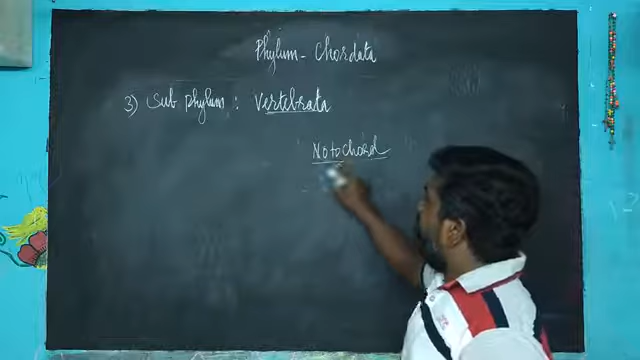 Phylum - Chordata
3) Sub phylum : Vertebrata
Notochord